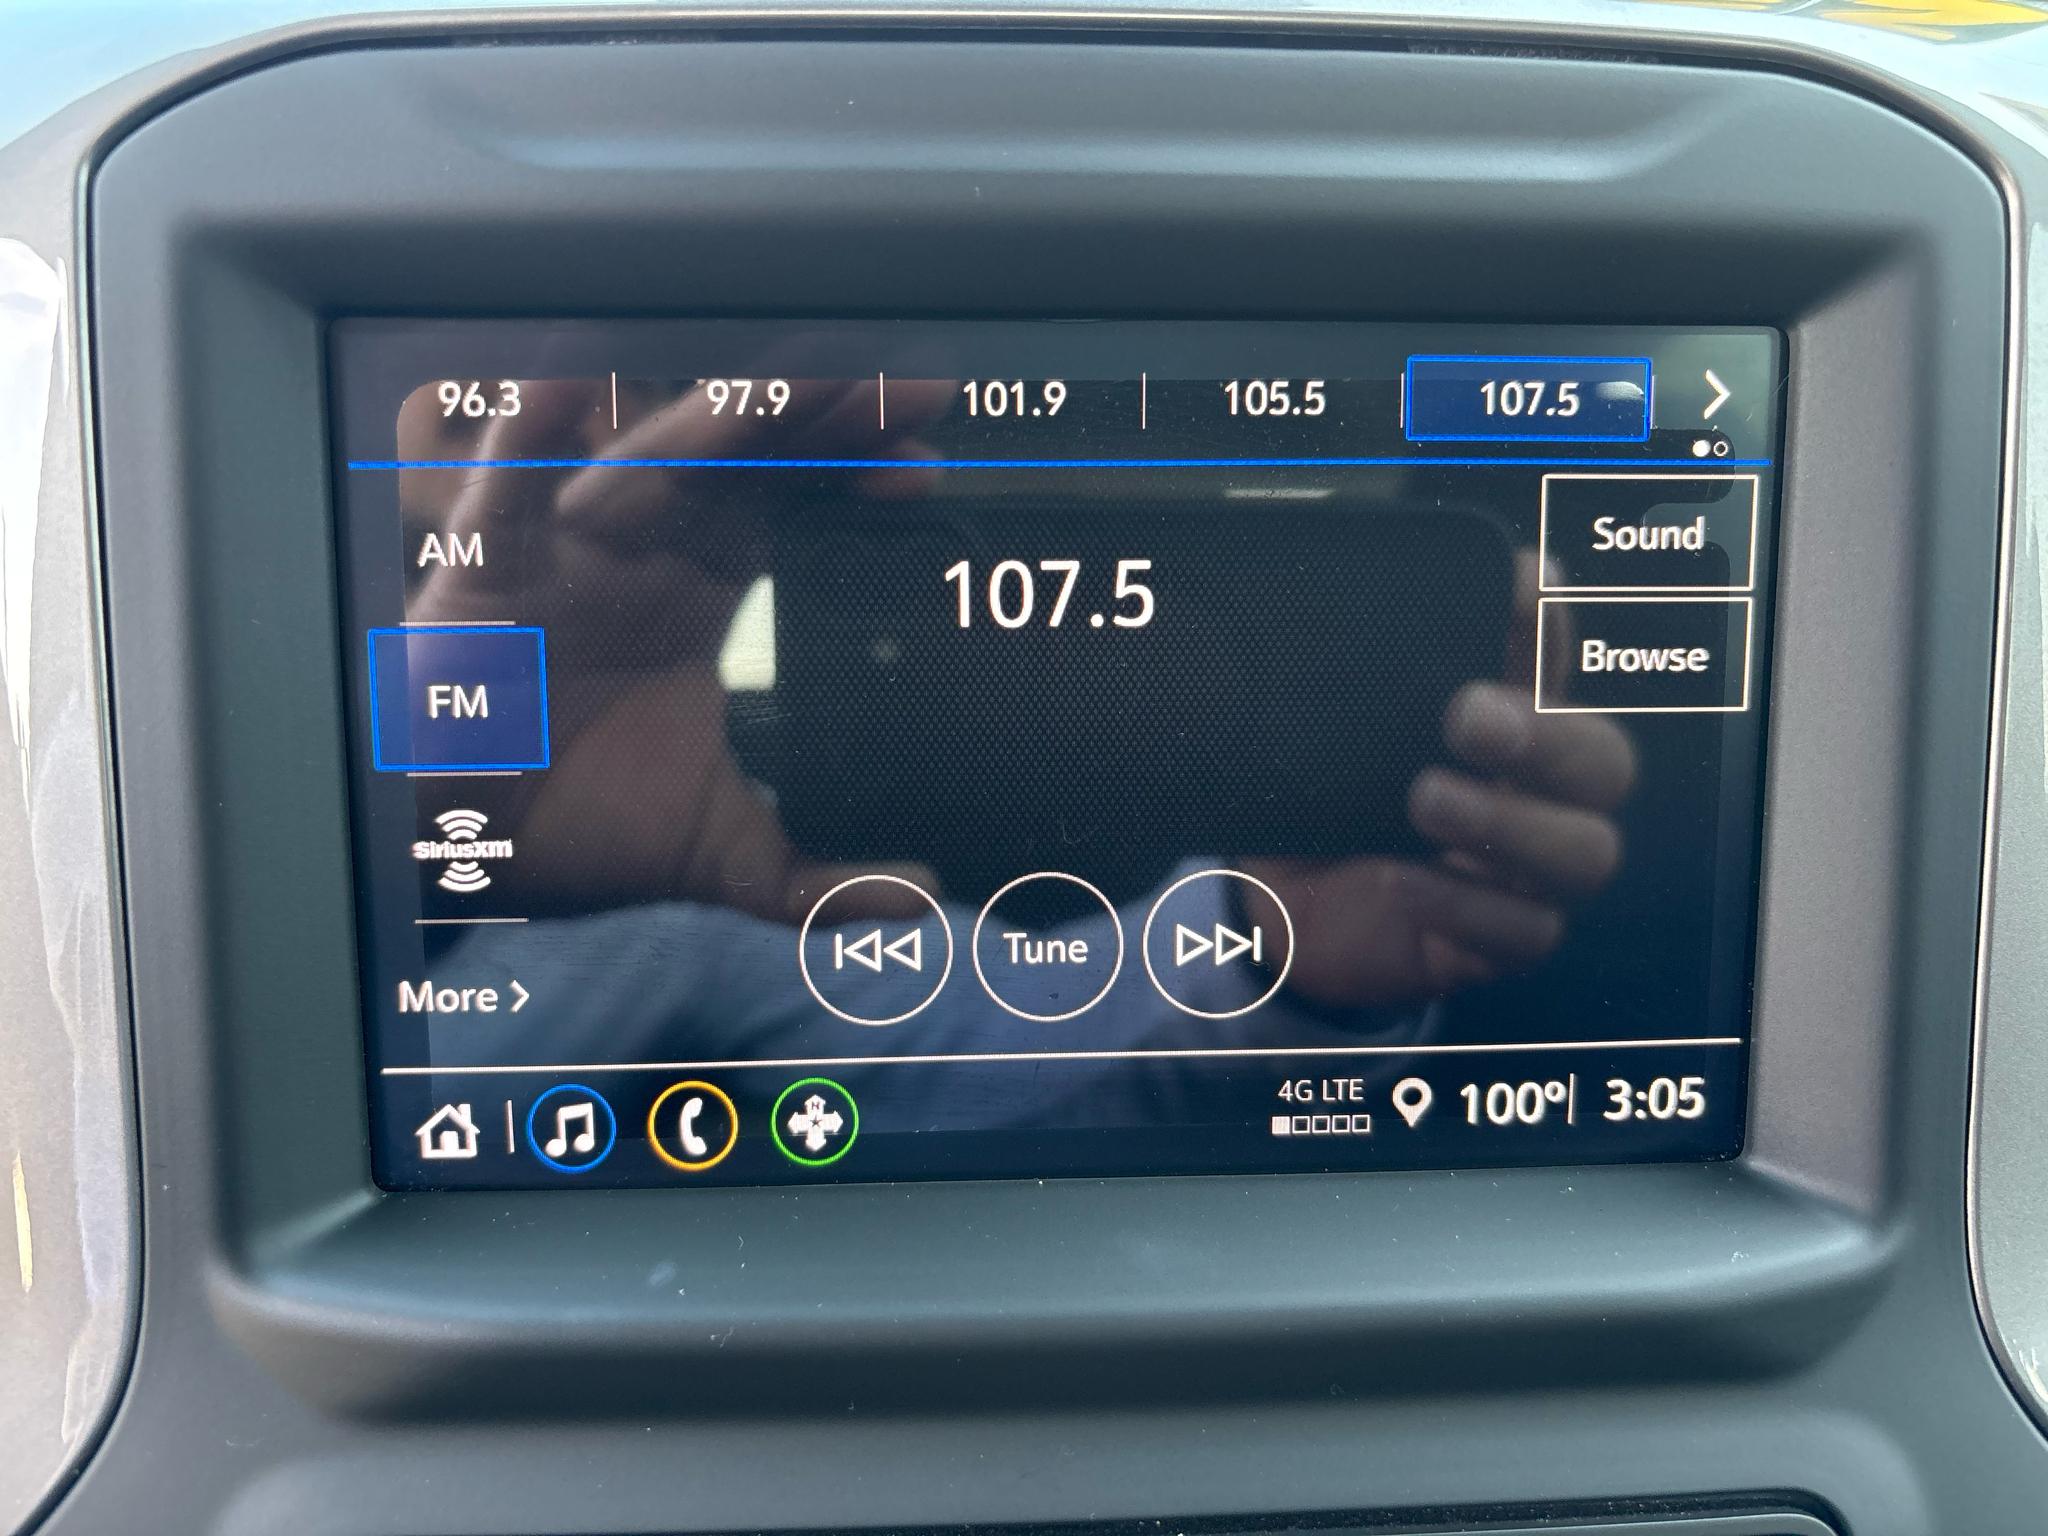 96.3 97.9 101.9 105.5 107.5
AM
107.5
Sound
FM
Browse
SiriusXM
Tune
More
4G LTE
100° 3:05
N